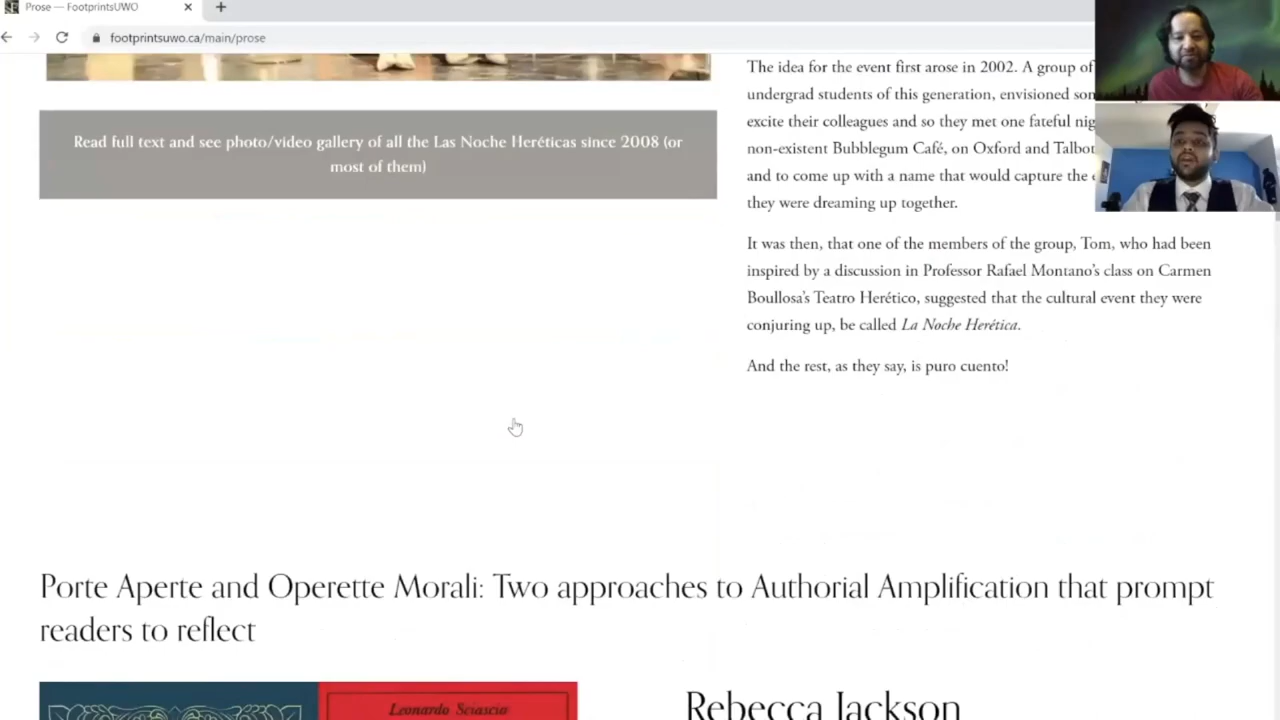 Prose — FootprintsUWO
footprintsuwo.ca/main/prose
Read full text and see photo/video gallery of all the Las Noche Heréticas since 2008 (or
most of them)
The idea for the event first arose in 2002. A group of
undergrad students of this generation, envisioned
excite their colleagues and so they met one fateful
non-existent Bubblegum Café, on Oxford and Talbot
and to come up with a name that would capture the
they were dreaming up together.
It was then, that one of the members of the group, Tom, who had been
inspired by a discussion in Professor Rafael Montano’s class on Carmen
Boullosa’s Teatro Herético, suggested that the cultural event they were
conjuring up, be called La Noche Herética.
And the rest, as they say, is puro cuento!
Porte Aperte and Operette Morali: Two approaches to Authorial Amplification that prompt
readers to reflect
Leonardo Sciascia
Rebecca Jackson